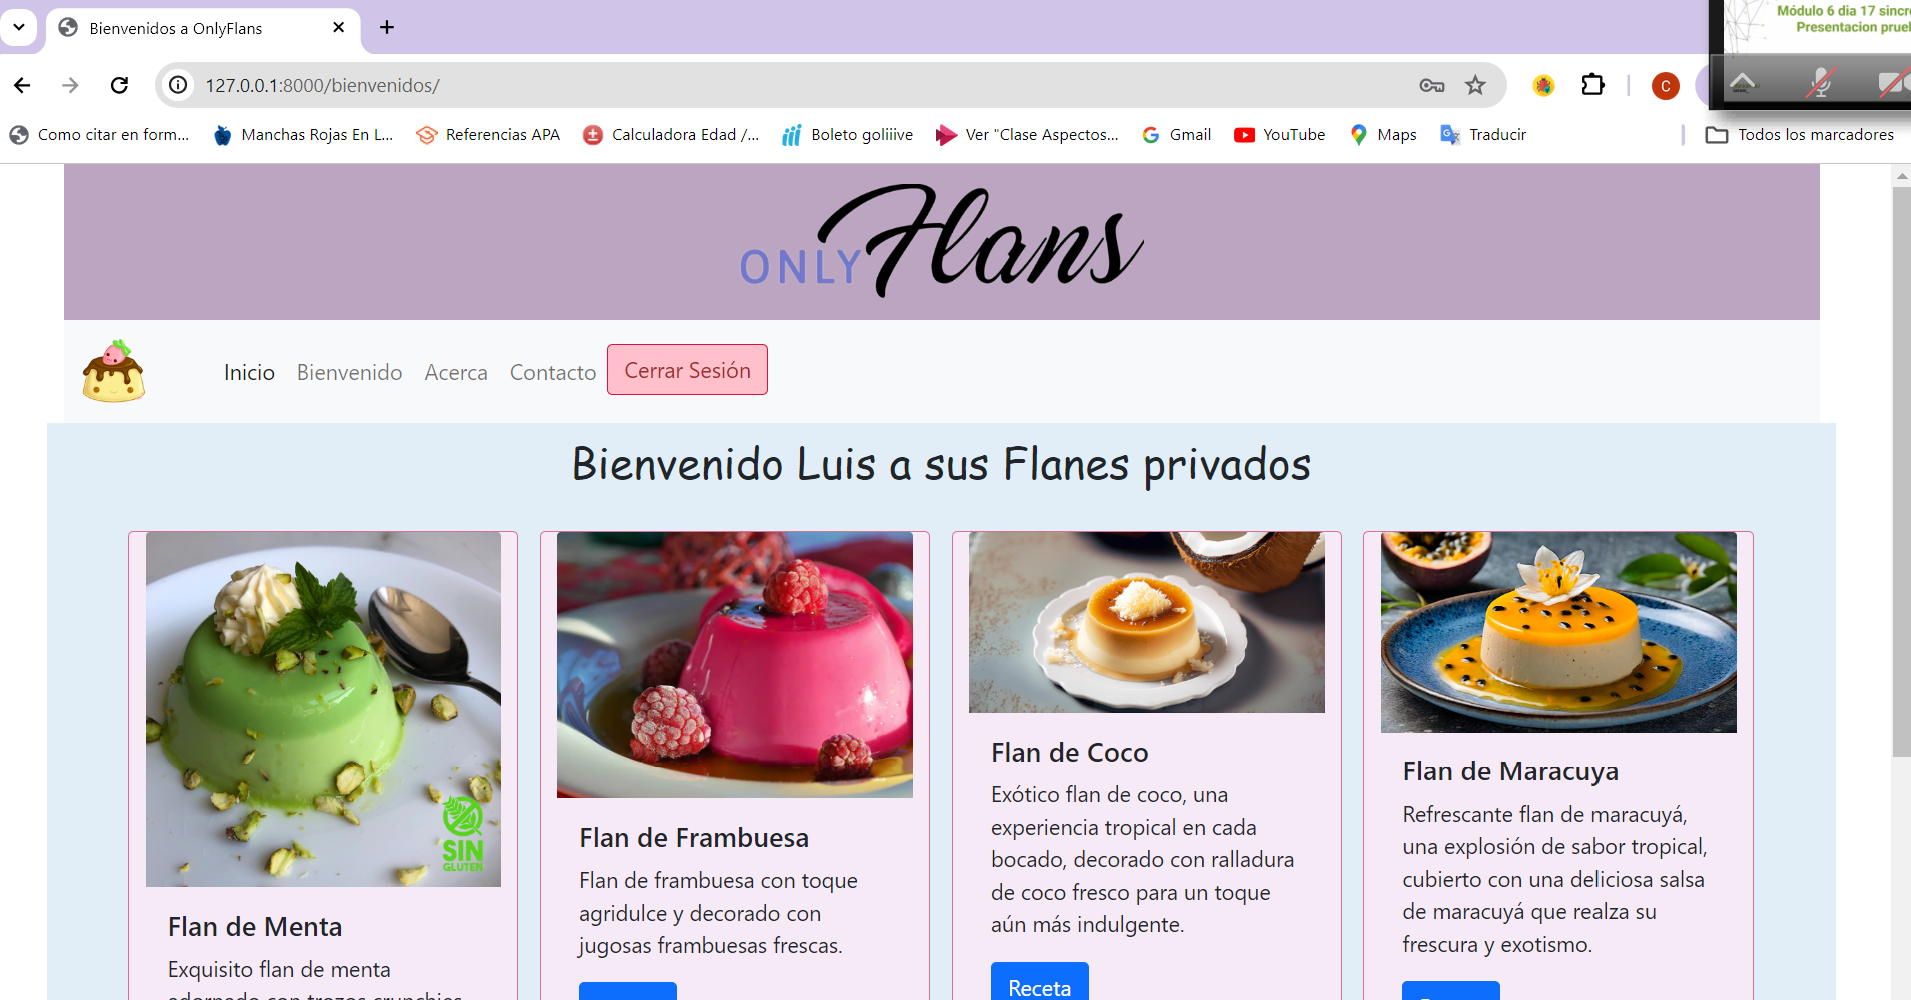 Módulo 6 dia 17
Presentacion
Bienvenidos a OnlyFlans
127.0.0.1:8000/bienvenidos/
C
Como citar en form...
Manchas Rojas En L...
Referencias APA
Calculadora Edad /...
Boleto goliiive
Ver "Clase Aspectos...
Gmail
YouTube
Maps
Traducir
Todos los marcadores
ONLY Flans
Inicio
Bienvenido
Acerca
Contacto
Cerrar Sesión
Bienvenido Luis a sus Flanes privados
SIN
GLUTEN
Flan de Menta
Exquisito flan de menta
adornado con trozos crunchies
Flan de Frambuesa
Flan de frambuesa con toque
agridulce y decorado con
jugosas frambuesas frescas.
Flan de Coco
Exótico flan de coco, una
experiencia tropical en cada
bocado, decorado con ralladura
de coco fresco para un toque
aún más indulgente.
Receta
Flan de Maracuya
Refrescante flan de maracuyá,
una explosión de sabor tropical,
cubierto con una deliciosa salsa
de maracuyá que realza su
frescura y exotismo.